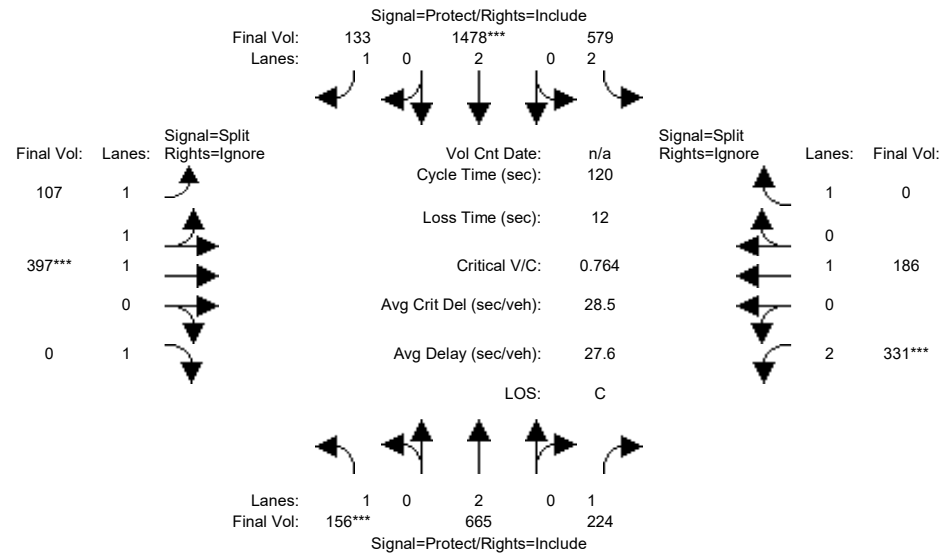 Signal=Protect/Rights=Include
Final Vol: 133 1478*** 579
Lanes: 1 0 2 0 2
Signal=Split Signal=Split
Final Vol: Lanes: Rights=Ignore Vol Cnt Date: n/a Rights=Ignore Lanes: Final Vol:
Cycle Time (sec): 120
107 1 1 0
Loss Time (sec): 12
1 0
397*** 1 Critical V/C: 0.764 1 186
0 Avg Crit Del (sec/veh): 28.5 0
0 1 Avg Delay (sec/veh): 27.6 2 331***
LOS: C
Lanes: 1 0 2 0 1
Final Vol: 156*** 665 224
Signal=Protect/Rights=Include